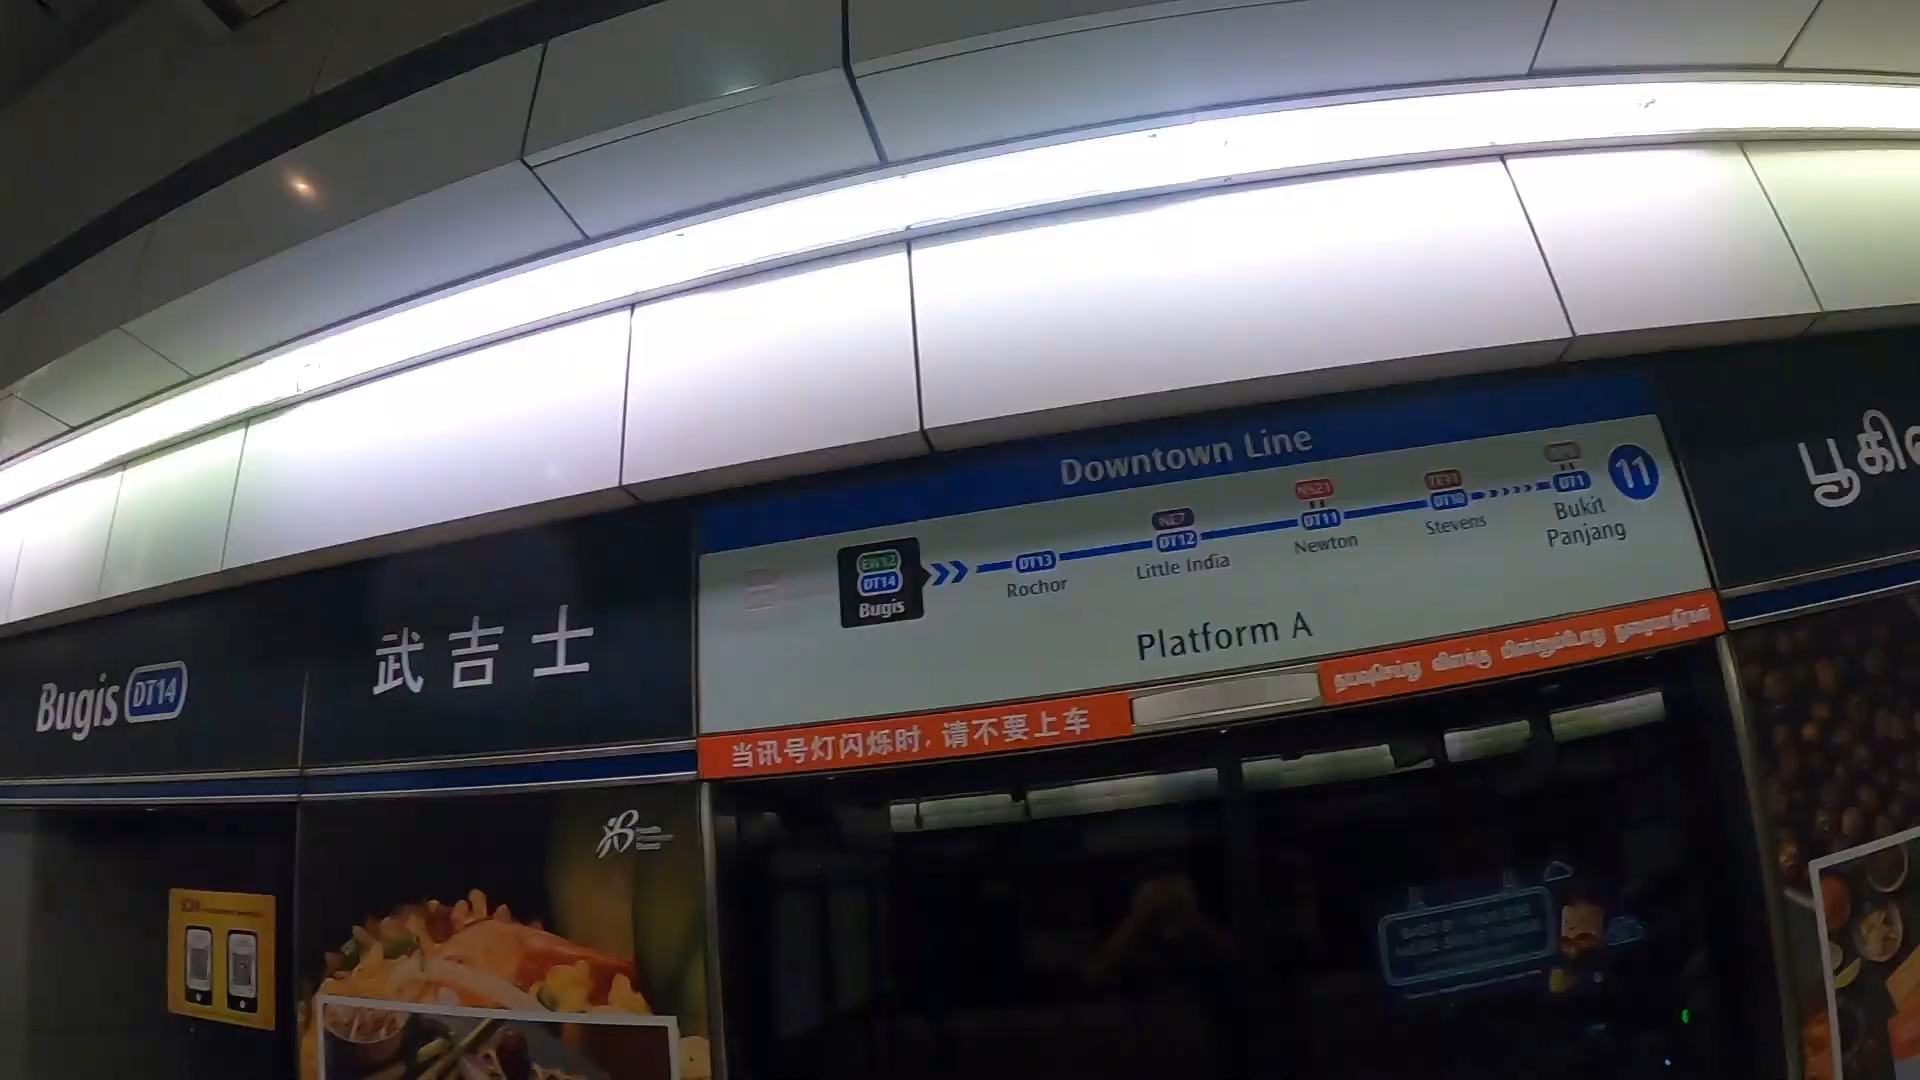 Downtown Line
EW12
DT14
Bugis
DT13
Rochor
NE7
DT12
Little India
NS21
DT11
Newton
TE11
DT10
Stevens
DT1
Bukit
Panjang
11
Platform A
Bugis DT14
武吉士
பூகி
当讯号灯闪烁时, 请不要上车